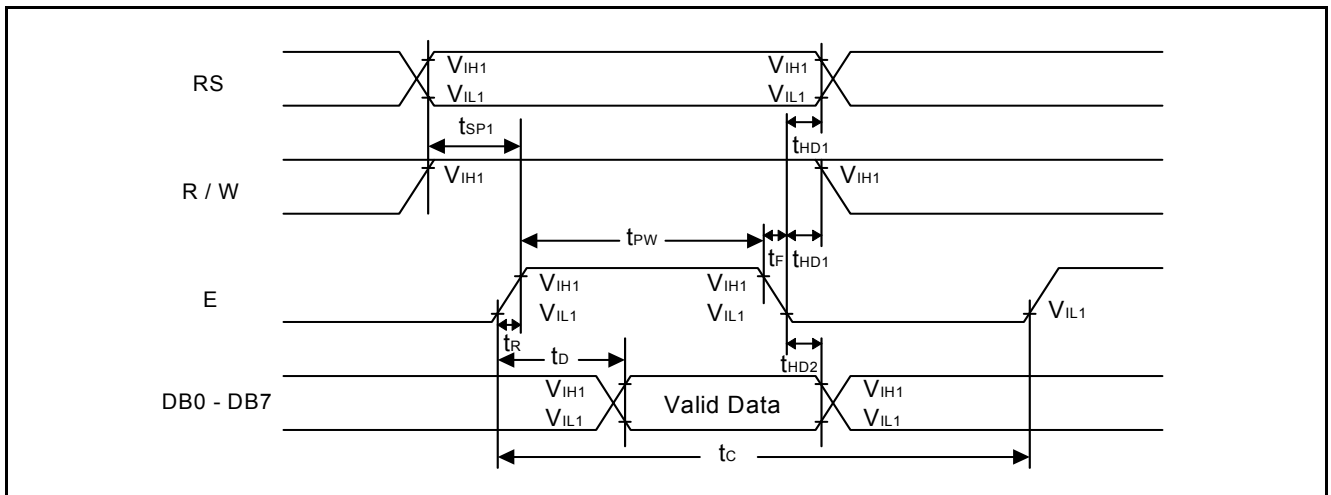 RS
VIH1 VIH1
VIL1 VIL1
tSP1 tHD1
R / W
VIH1 VIH1
tPW
tF tHD1
E
VIH1 VIH1
VIL1 VIL1 VIL1
tR
tD tHD2
DB0 - DB7
VIH1 VIH1
Valid Data
VIL1 VIL1
tC